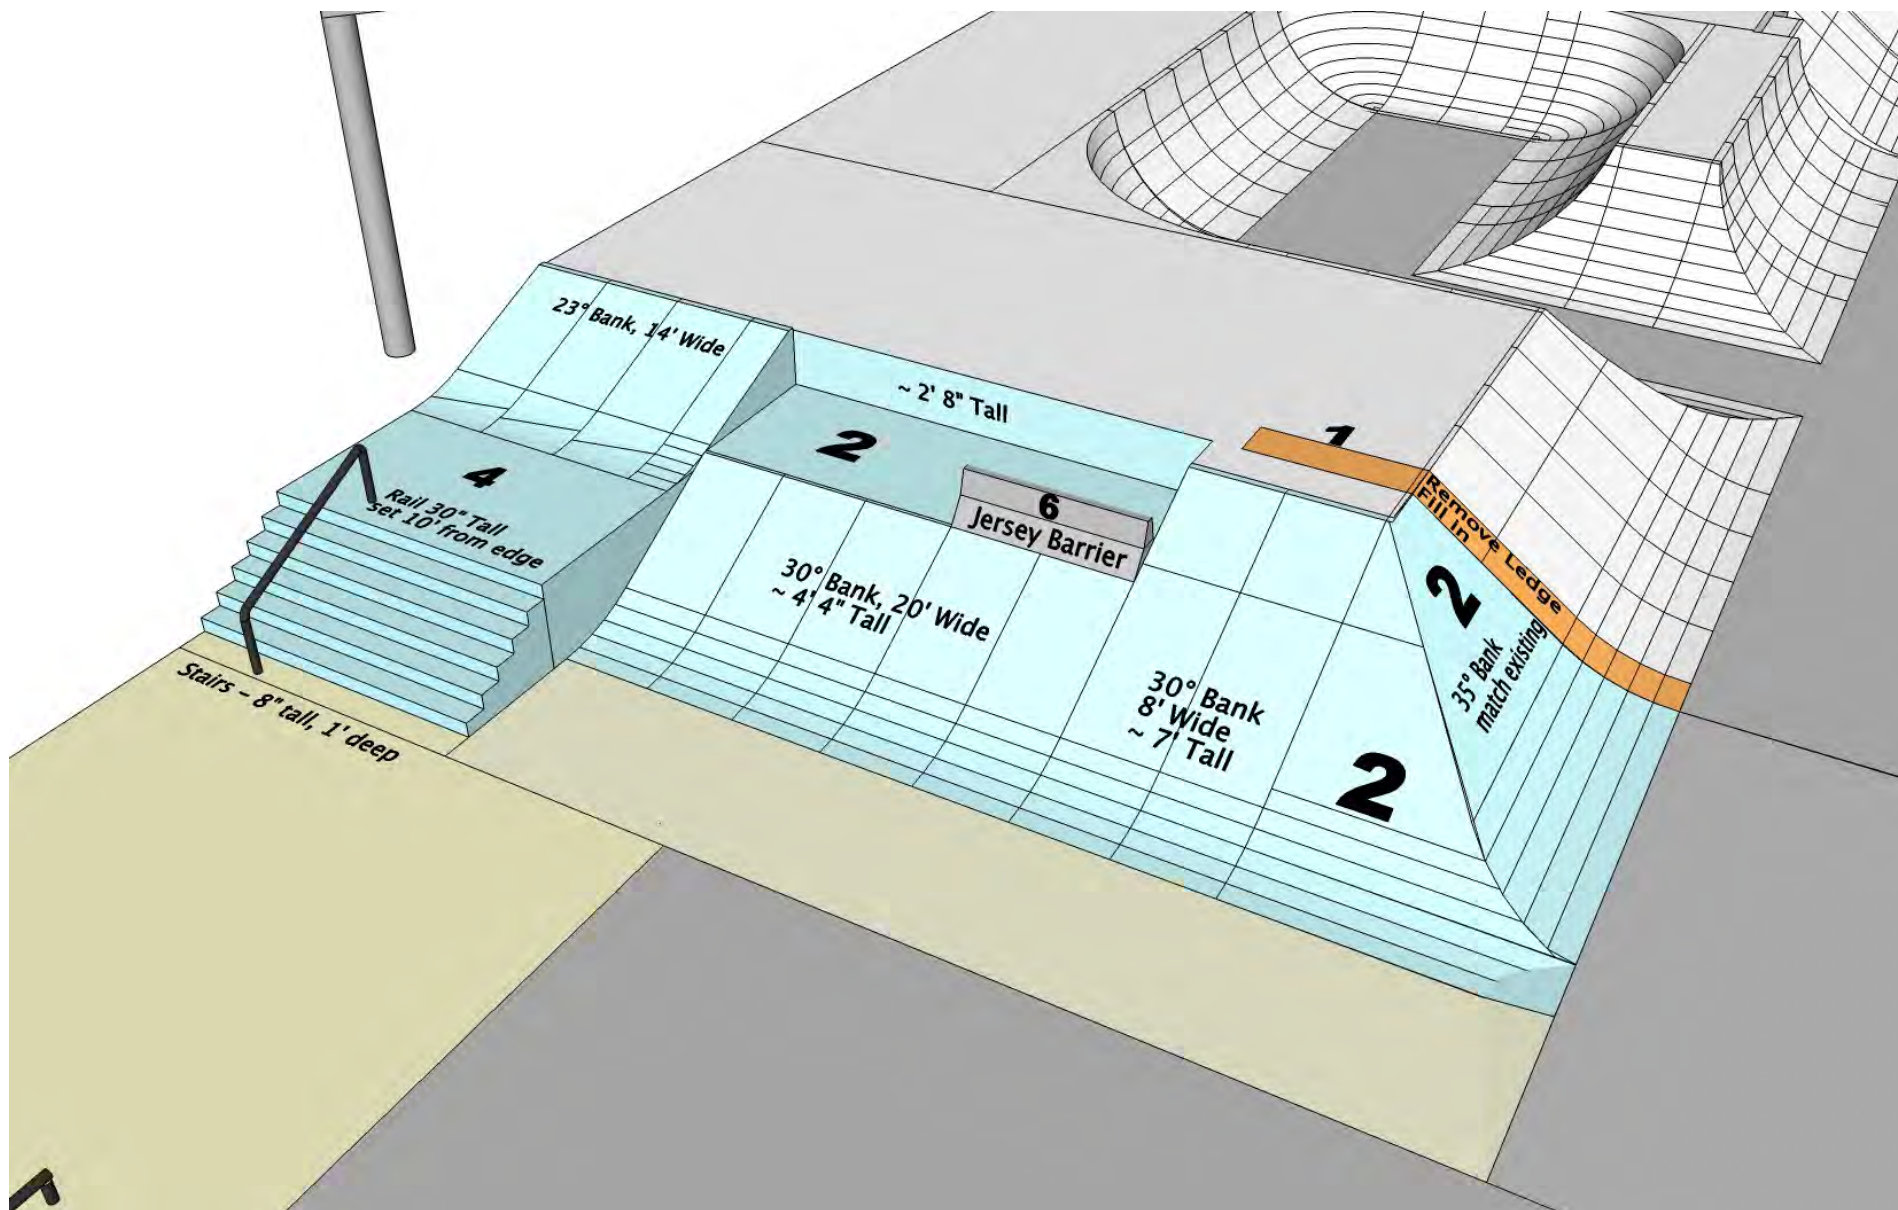 23° Bank, 14' Wide
~ 2' 8" Tall
1
2
4
Rail 30" Tall
set 10' from edge
6
Jersey Barrier
Remove Ledge
Fill In
2
35° Bank
match existing
30° Bank, 20' Wide
~ 4' 4" Tall
30° Bank
8' Wide
~ 7' Tall
2
Stairs - 8" tall, 1' deep